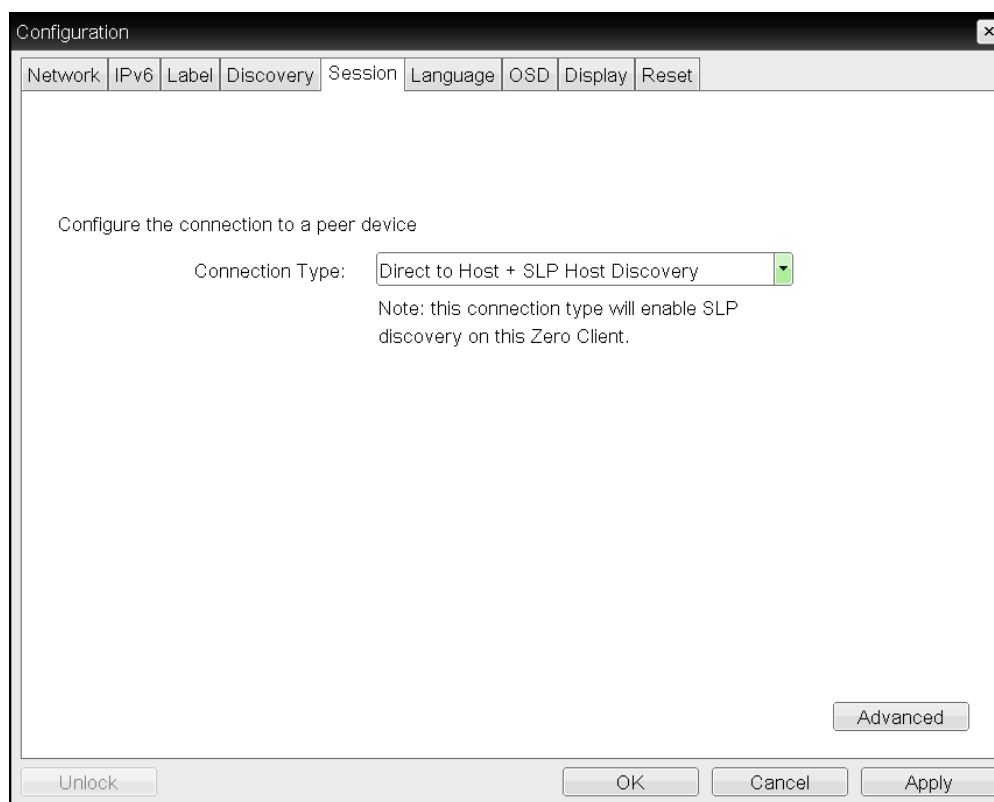 Configuration
Network IPv6 Label Discovery Session Language OSD Display Reset
Configure the connection to a peer device
Connection Type: Direct to Host + SLP Host Discovery
Note: this connection type will enable SLP
discovery on this Zero Client.
Advanced
Unlock OK Cancel Apply